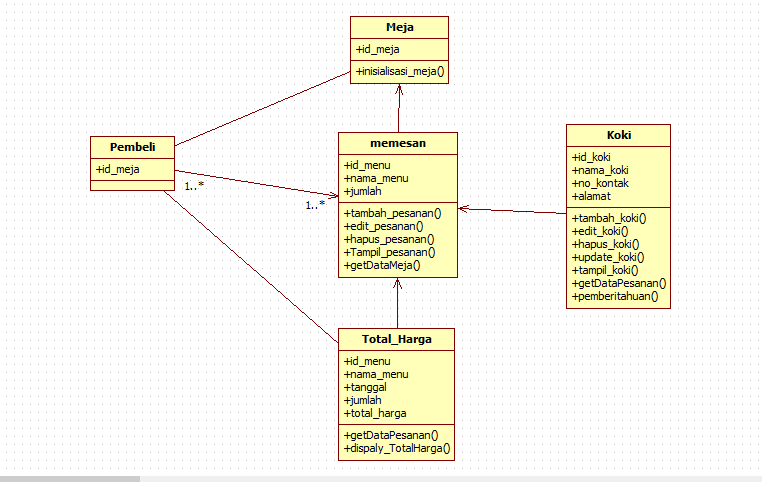 Meja
+id_meja
+inisialisasi_meja()
Pembeli
+id_meja
1..*
1..*
memesan
+id_menu
+nama_menu
+jumlah
+tambah_pesanan()
+edit_pesanan()
+hapus_pesanan()
+Tampil_pesanan()
+getDataMeja()
Koki
+id_koki
+nama_koki
+no_kontak
+alamat
+tambah_koki()
+edit_koki()
+hapus_koki()
+update_koki()
+tampil_koki()
+getDataPesanan()
+pemberitahuan()
Total_Harga
+id_menu
+nama_menu
+tanggal
+jumlah
+total_harga
+getDataPesanan()
+dispaly_TotalHarga()